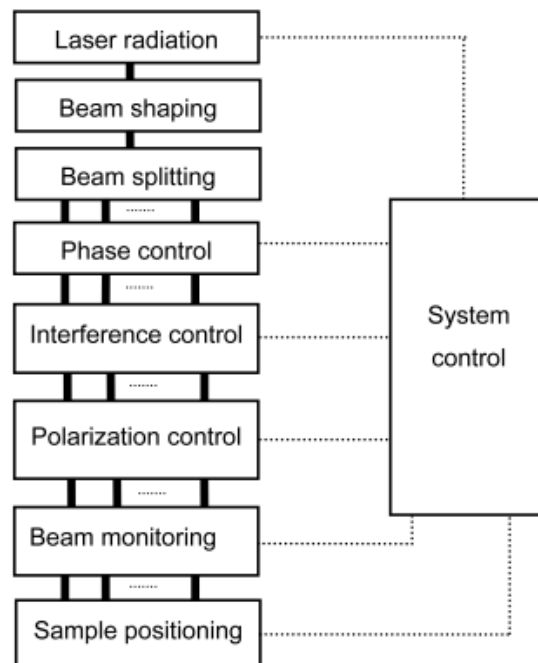 Laser radiation
Beam shaping
Beam splitting
Phase control
Interference control
Polarization control
Beam monitoring
Sample positioning
System
control